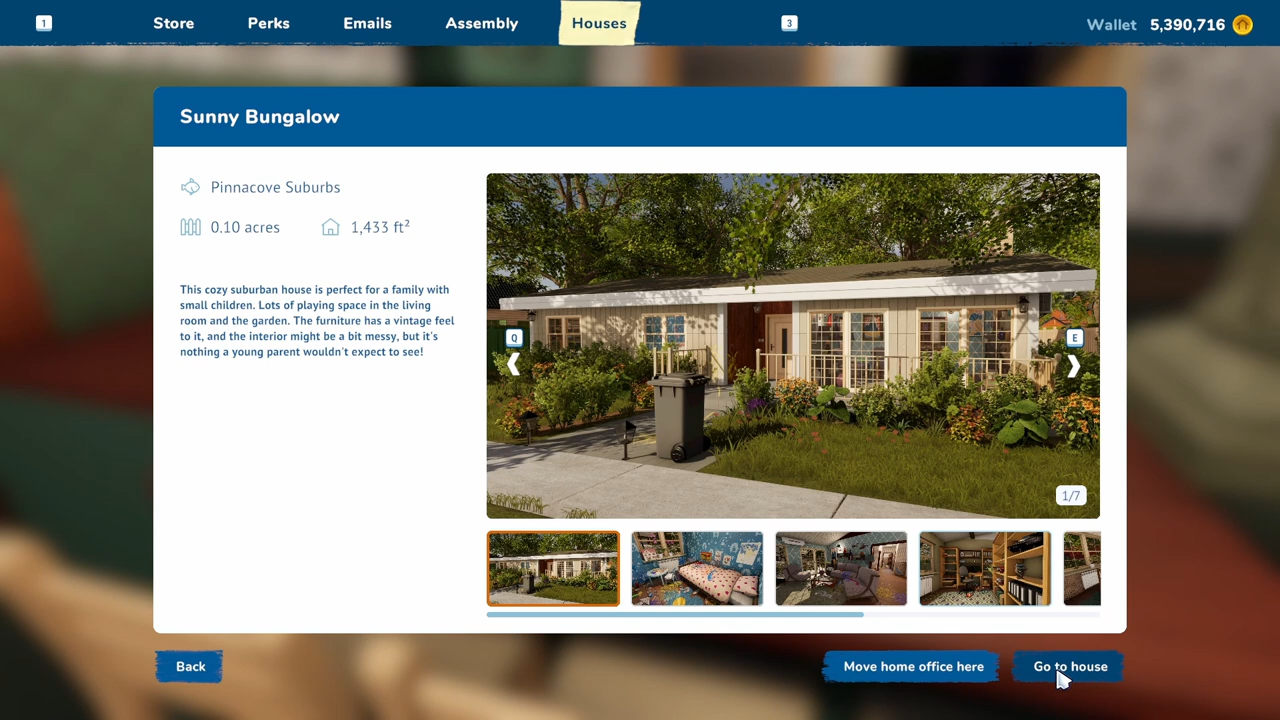 1
Store
Perks
Emails
Assembly
Houses
3
Wallet 5,390,716
Sunny Bungalow
Pinnacove Suburbs
0.10 acres
1,433 ft²
This cozy suburban house is perfect for a family with
small children. Lots of playing space in the living
room and the garden. The furniture has a vintage feel
to it, and the interior might be a bit messy, but it's
nothing a young parent wouldn't expect to see!
Q
E
1/7
Back
Move home office here
Go to house